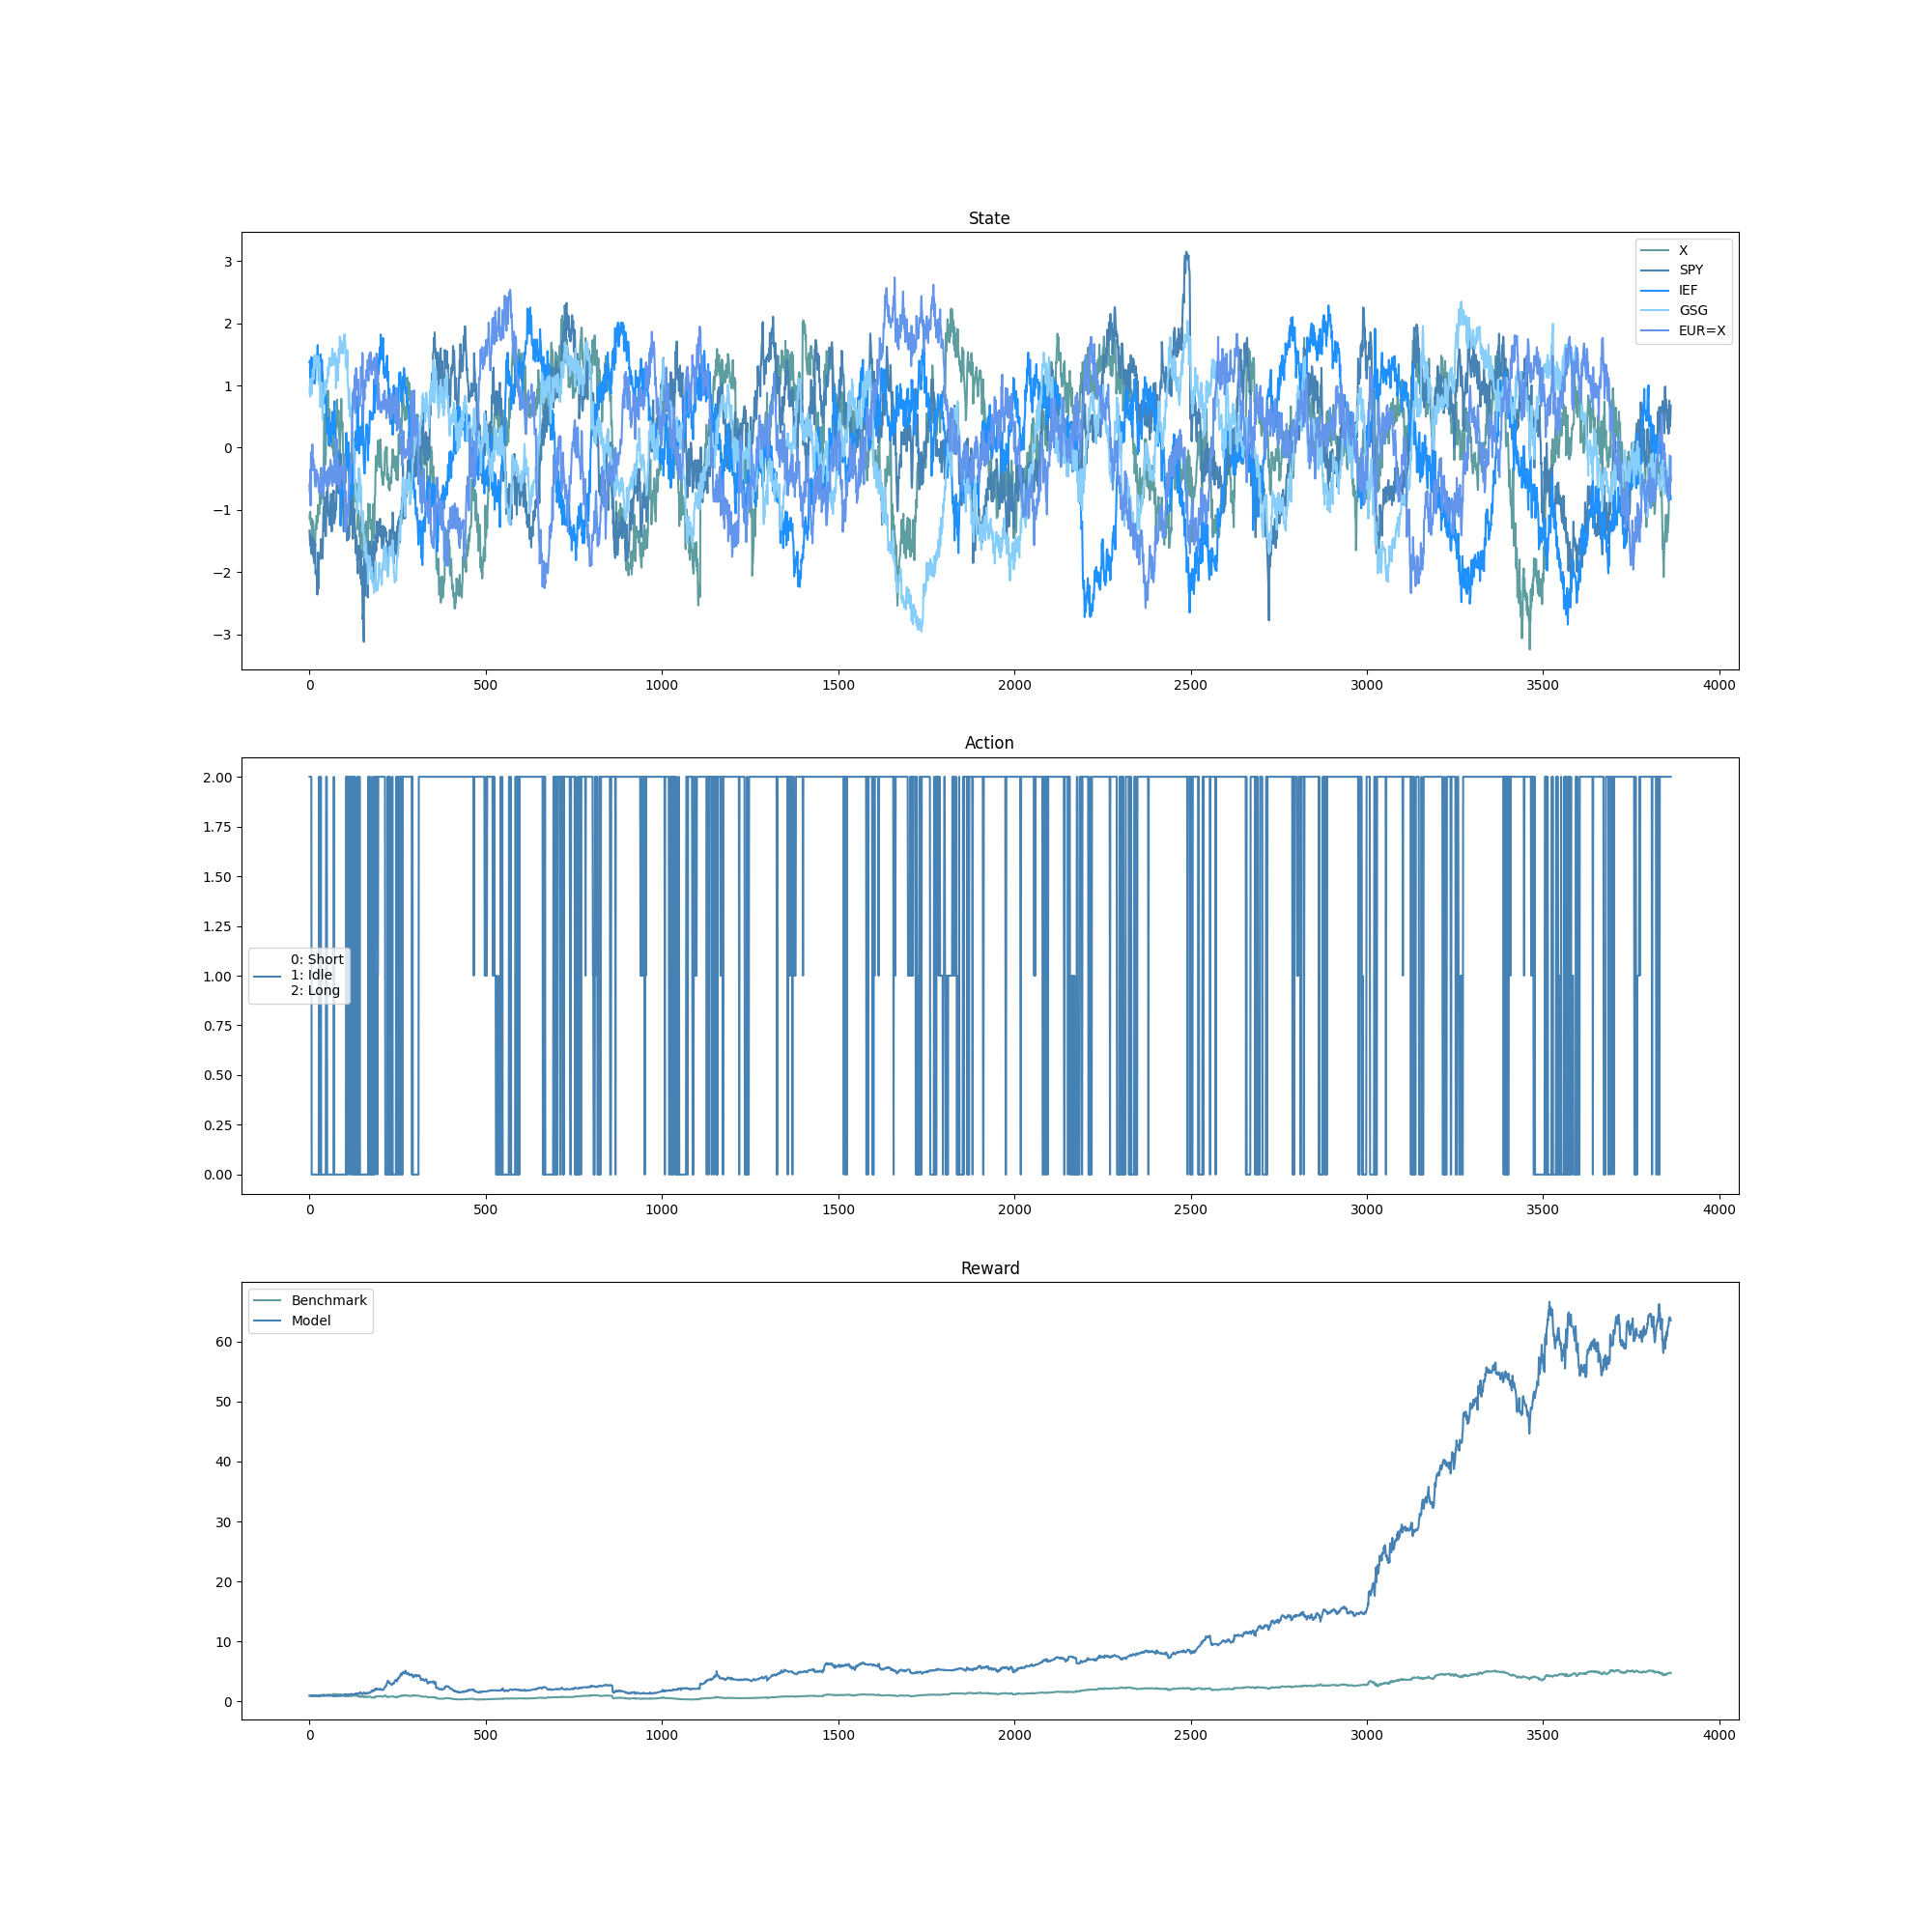 State
3
2
1
0
−1
−2
−3
X
SPY
IEF
GSG
EUR=X
0 500 1000 1500 2000 2500 3000 3500 4000
Action
2.00
1.75
1.50
1.25
1.00
0.75
0.50
0.25
0.00
0: Short
1: Idle
2: Long
0 500 1000 1500 2000 2500 3000 3500 4000
Reward
Benchmark
Model
60
50
40
30
20
10
0
0 500 1000 1500 2000 2500 3000 3500 4000